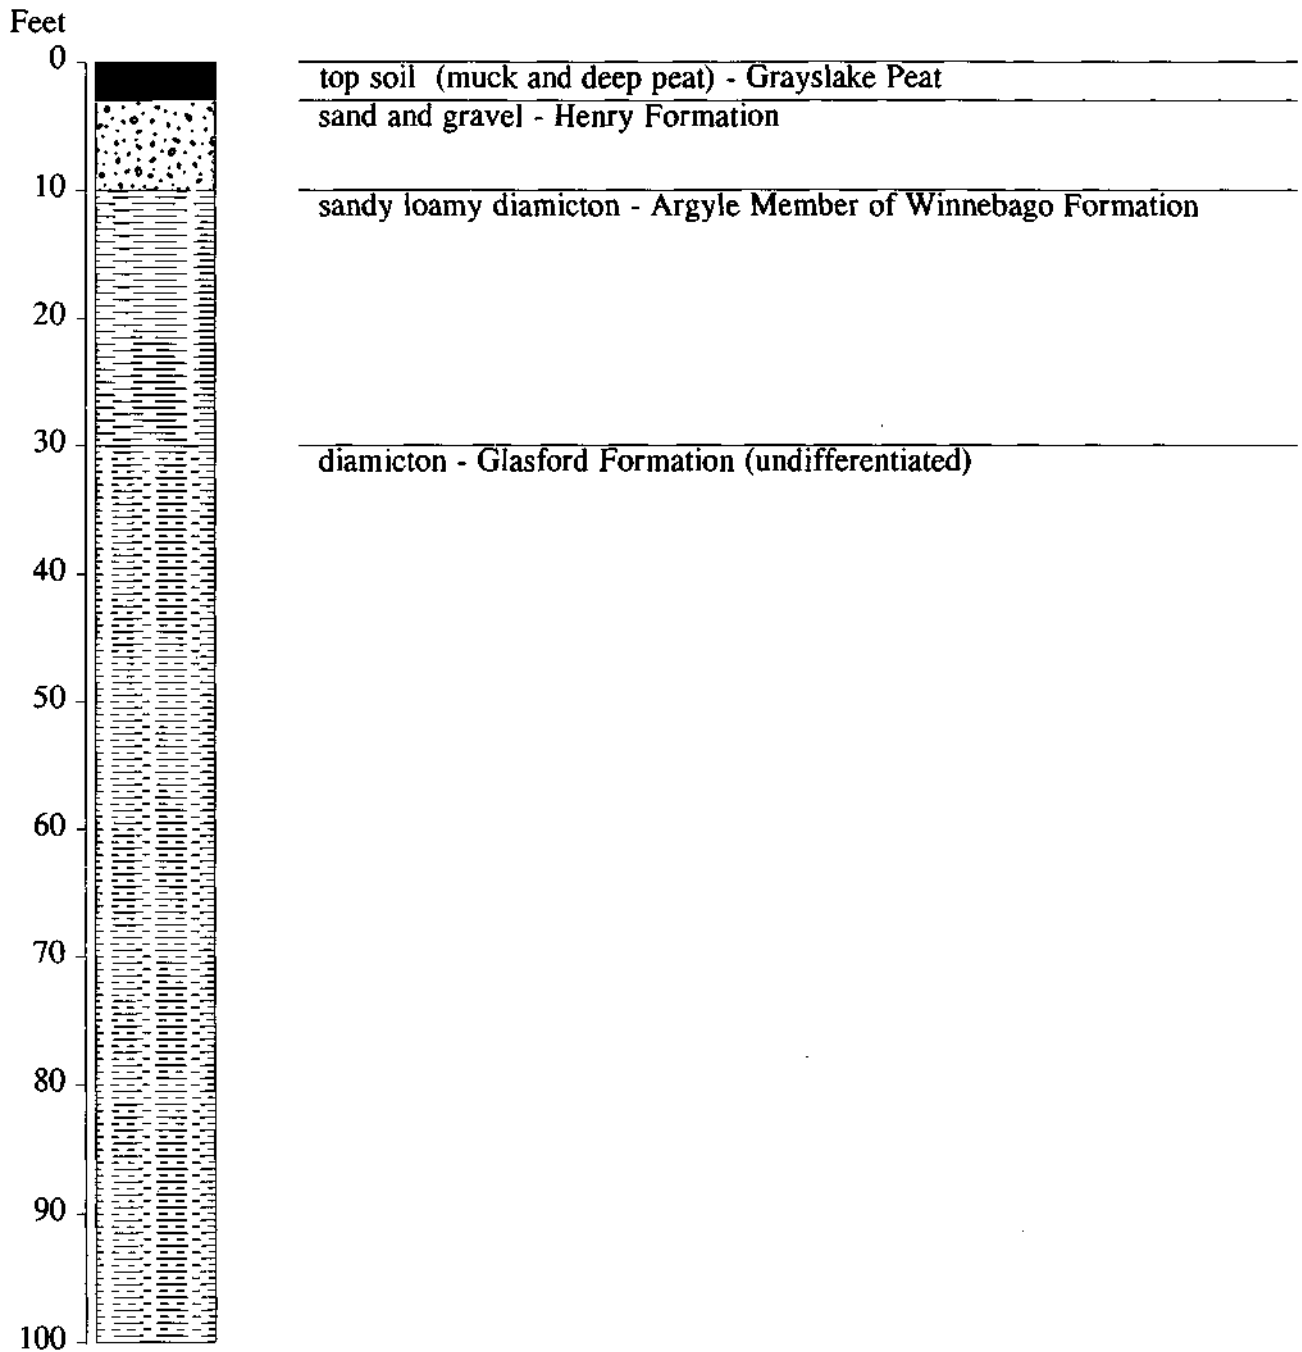 Feet
0
top soil (muck and deep peat) - Grayslake Peat
sand and gravel - Henry Formation
10
sandy loamy diamicton - Argyle Member of Winnebago Formation
20
30
diamicton - Glasford Formation (undifferentiated)
40
50
60
70
80
90
100